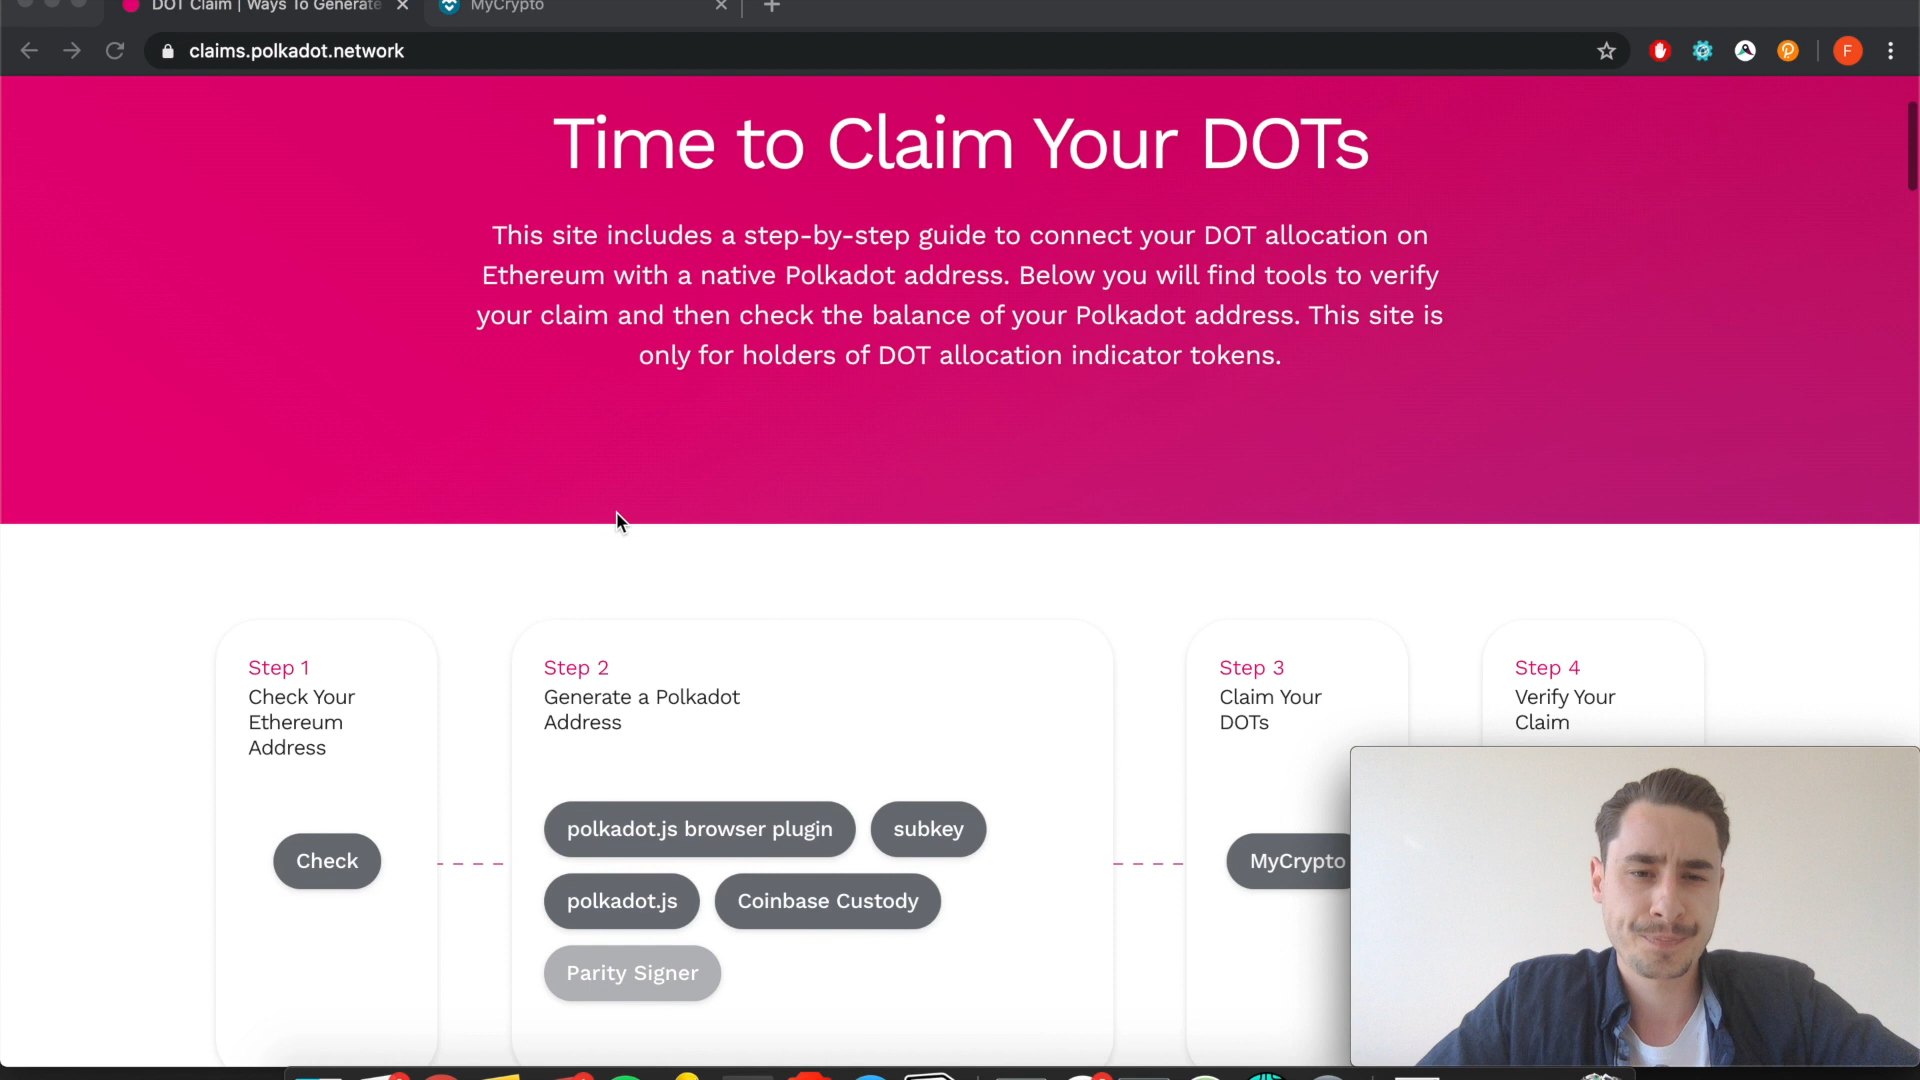 DOT Claim | Ways To Generate
MyCrypto
claims.polkadot.network
F
Time to Claim Your DOTs
This site includes a step-by-step guide to connect your DOT allocation on
Ethereum with a native Polkadot address. Below you will find tools to verify
your claim and then check the balance of your Polkadot address. This site is
only for holders of DOT allocation indicator tokens.
Step 1
Check Your
Ethereum
Address
Check
Step 2
Generate a Polkadot
Address
polkadot.js browser plugin
subkey
polkadot.js
Coinbase Custody
Parity Signer
Step 3
Claim Your
DOTs
MyCrypto
Step 4
Verify Your
Claim